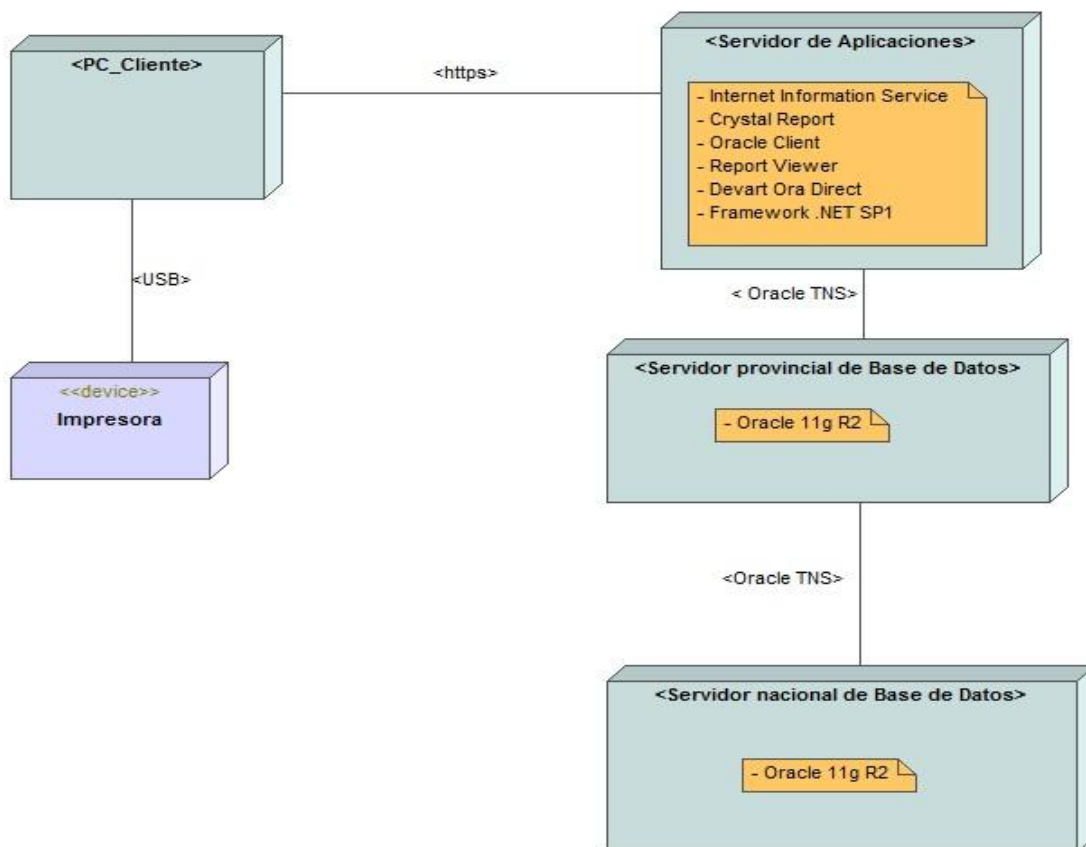 <PC_Cliente>
<https>
<Servidor de Aplicaciones>
- Internet Information Service
- Crystal Report
- Oracle Client
- Report Viewer
- Devart Ora Direct
- Framework .NET SP1
<USB>
< Oracle TNS>
<<device>>
Impresora
<Servidor provincial de Base de Datos>
- Oracle 11g R2
<Oracle TNS>
<Servidor nacional de Base de Datos>
- Oracle 11g R2